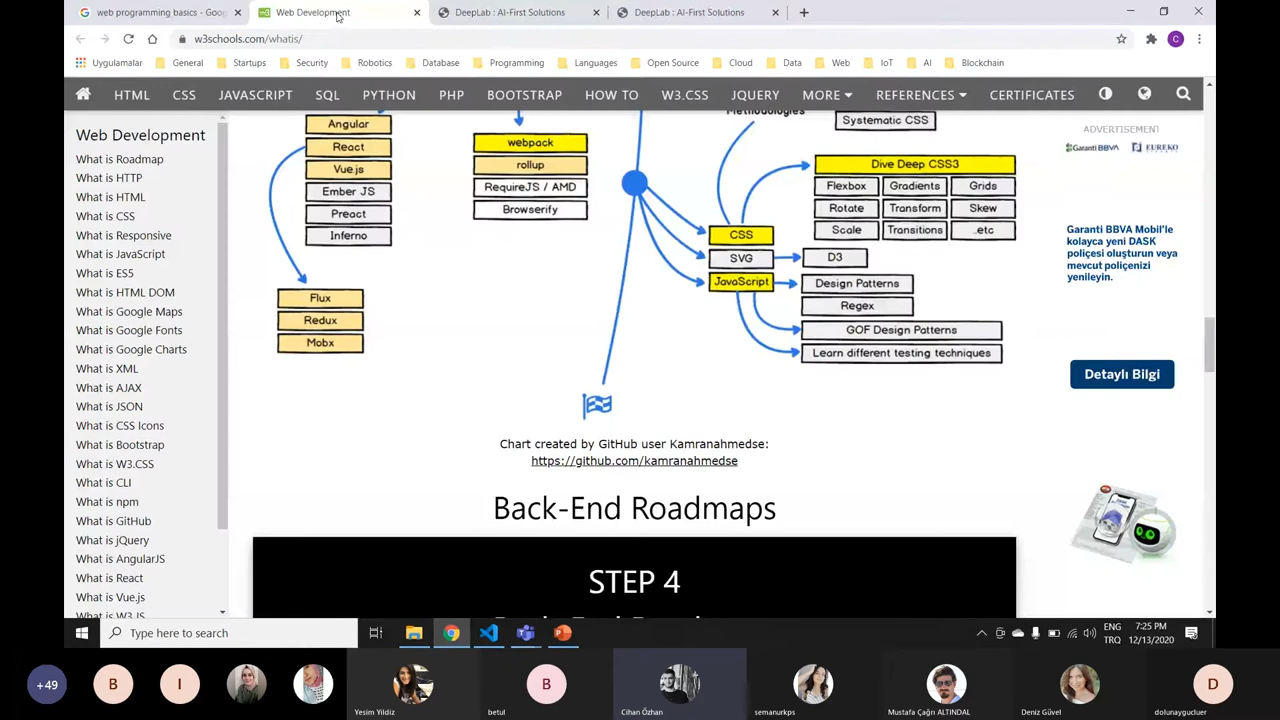 web programming basics - Goog
Web Development
DeepLab : AI-First Solutions
DeepLab : AI-First Solutions
w3schools.com/whatis/
C
Uygulamalar
General
Startups
Security
Robotics
Database
Programming
Languages
Open Source
Cloud
Data
Web
IoT
AI
Blockchain
HTML
CSS
JAVASCRIPT
SQL
PYTHON
PHP
BOOTSTRAP
HOW TO
W3.CSS
JQUERY
MORE
REFERENCES
CERTIFICATES
Web Development
What is Roadmap
What is HTTP
What is HTML
What is CSS
What is Responsive
What is JavaScript
What is ES5
What is HTML DOM
What is Google Maps
What is Google Fonts
What is Google Charts
What is XML
What is AJAX
What is JSON
What is CSS Icons
What is Bootstrap
What is W3.CSS
What is CLI
What is npm
What is GitHub
What is jQuery
What is AngularJS
What is React
What is Vue.js
What is W3.JS
Angular
React
Vue.js
Ember JS
Preact
Inferno
Flux
Redux
Mobx
webpack
rollup
RequireJS / AMD
Browserify
Methodologies
Systematic CSS
Dive Deep CSS3
Flexbox
Gradients
Grids
Rotate
Transform
Skew
Scale
Transitions
..etc
CSS
SVG
JavaScript
D3
Design Patterns
Regex
GOF Design Patterns
Learn different testing techniques
Chart created by GitHub user Kamranahmedse:
https://github.com/kamranahmedse
Back-End Roadmaps
STEP 4
ADVERTISEMENT
Garanti BBVA
EUREKO
Garanti BBVA Mobil'le
kolayca yeni DASK
poliçesi oluşturun veya
mevcut poliçenizi
yenileyin.
Detaylı Bilgi
Type here to search
ENG
TRQ
7:25 PM
12/13/2020
+49
B
I
Yesim Yildiz
B
betul
Cihan Özhan
semanurkps
Mustafa Çağrı ALTINDAL
Deniz Güvel
D
dolunaygucluer